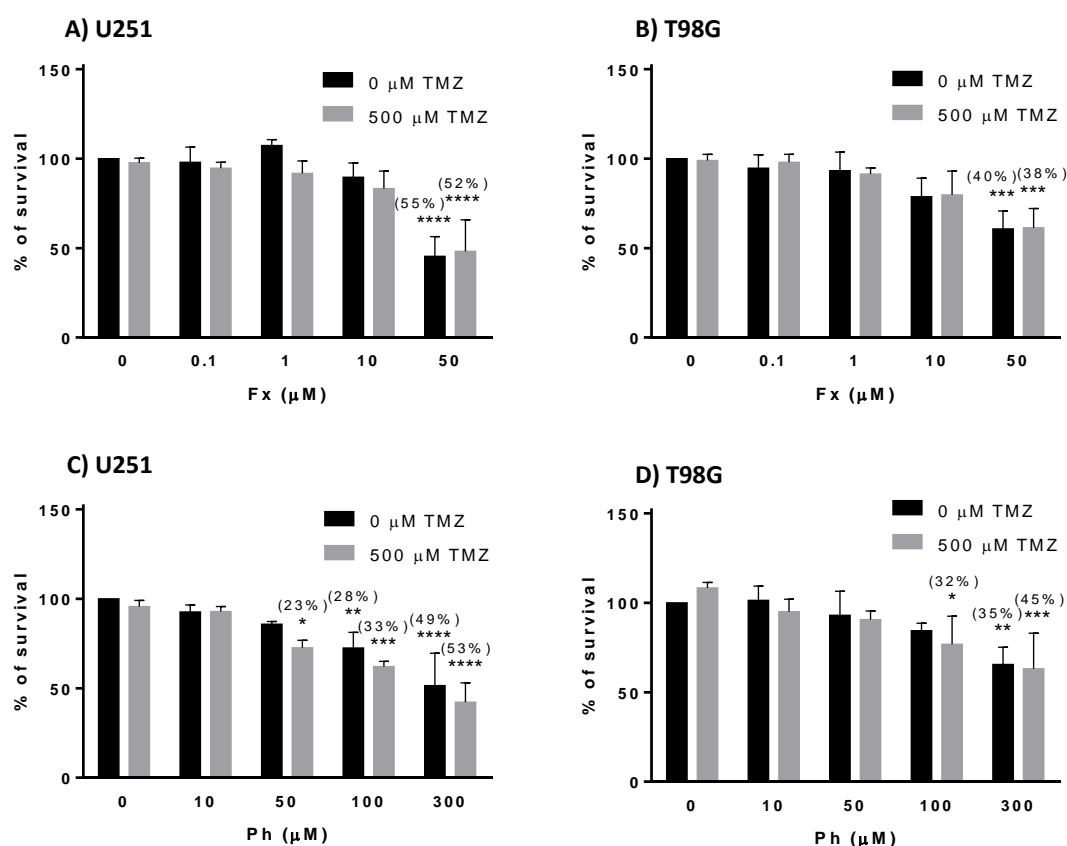 A) U251
150
100
50
0
% of survival
0 μM TMZ
500 μM TMZ
(55%)
****
(52%)
****
0 0.1 1 10 50
Fx (μM)
B) T98G
150
100
50
0
% of survival
0 μM TMZ
500 μM TMZ
(40%)
***
(38%)
***
0 0.1 1 10 50
Fx (μM)
C) U251
150
100
50
0
% of survival
0 μM TMZ
500 μM TMZ
(23%)
*
(28%)
**
(33%)
***
(49%)
****
(53%)
****
0 10 50 100 300
Ph (μM)
D) T98G
150
100
50
0
% of survival
0 μM TMZ
500 μM TMZ
(32%)
*
(35%)
**
(45%)
***
0 10 50 100 300
Ph (μM)